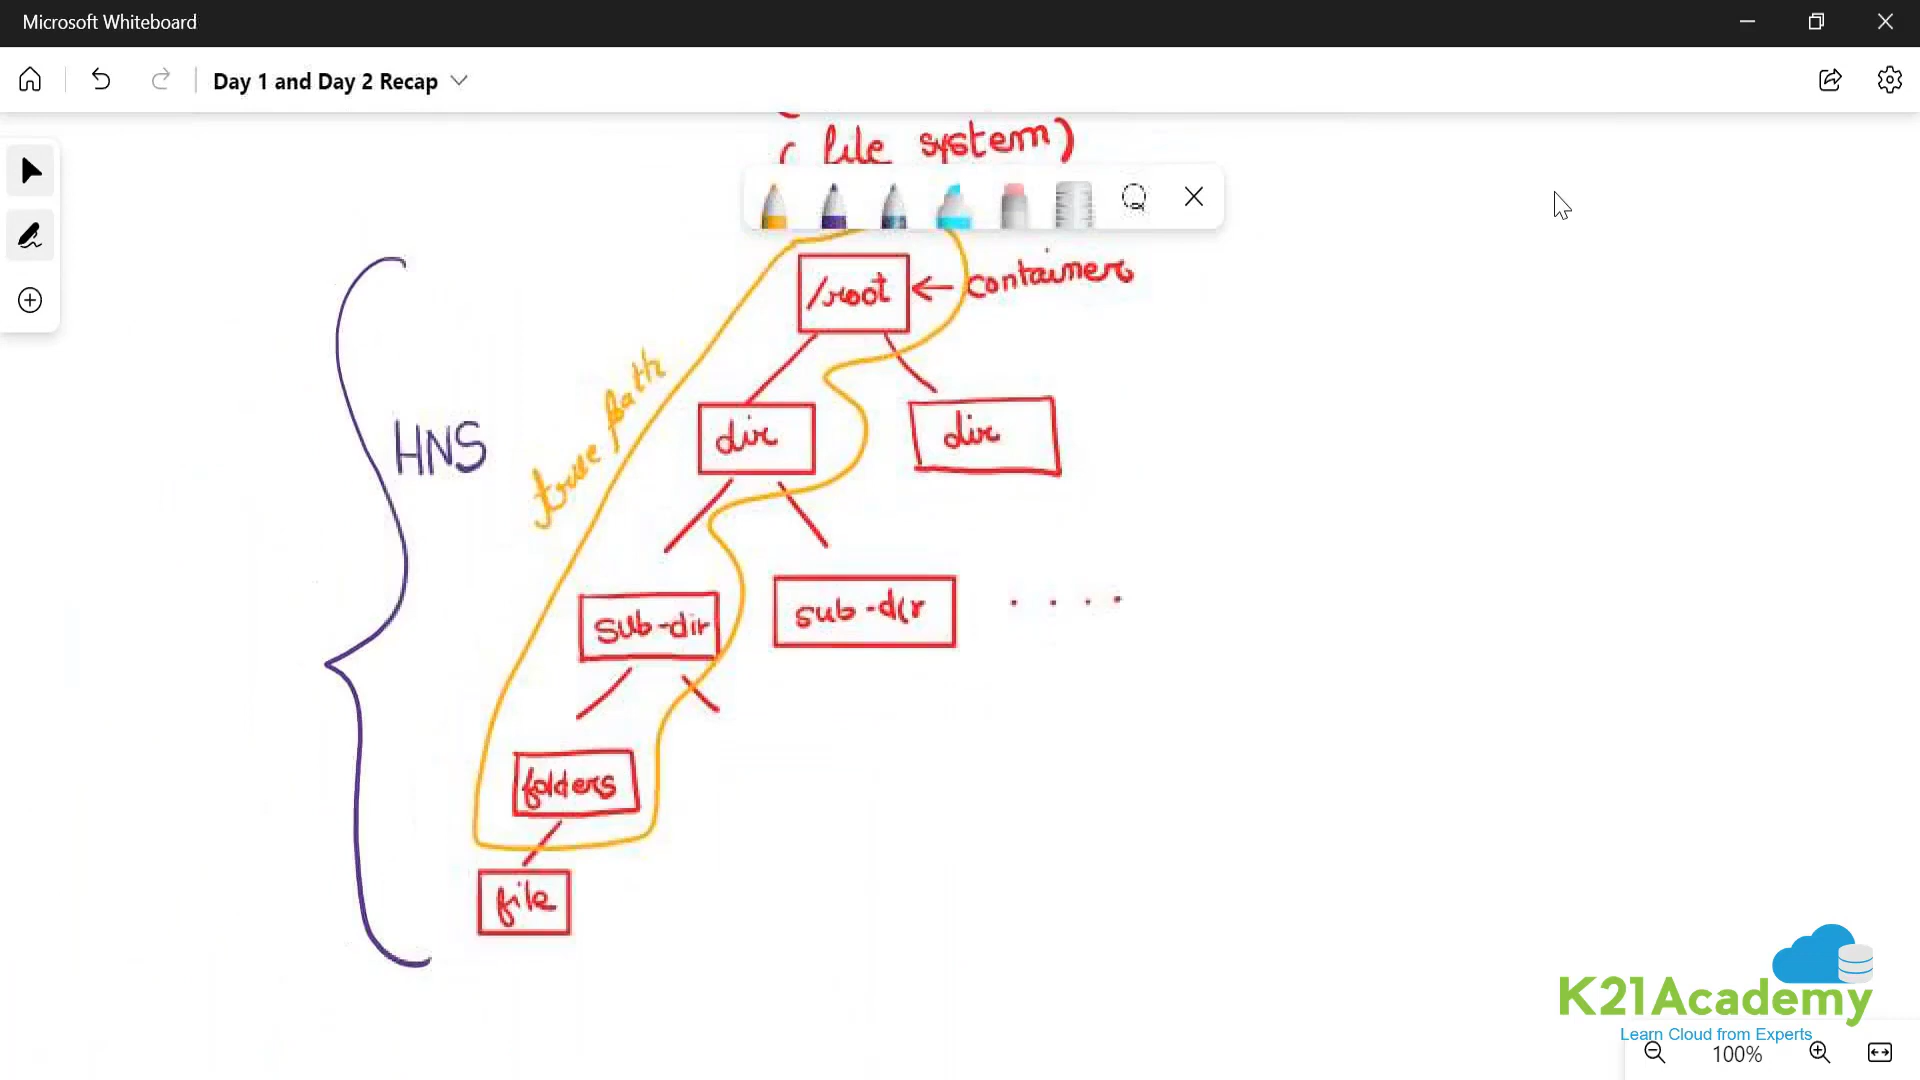 Microsoft Whiteboard
Day 1 and Day 2 Recap
( file system)
/root
containers
true path
HNS
dir
dir
sub-dir
sub-dir
....
folders
file
K21Academy
Learn Cloud from Experts
100%